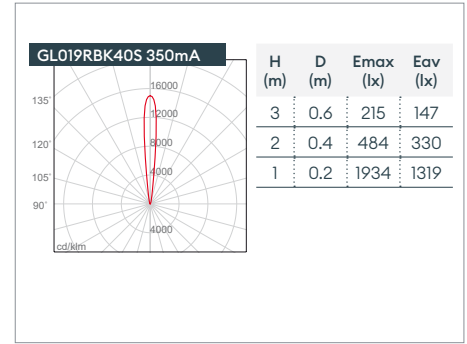 GL019RBK40S 350mA
16000
12000
8000
4000
4000
135°
120°
105°
90°
cd/klm
H D Emax Eav
(m) (m) (lx) (lx)
3 0.6 215 147
2 0.4 484 330
1 0.2 1934 1319